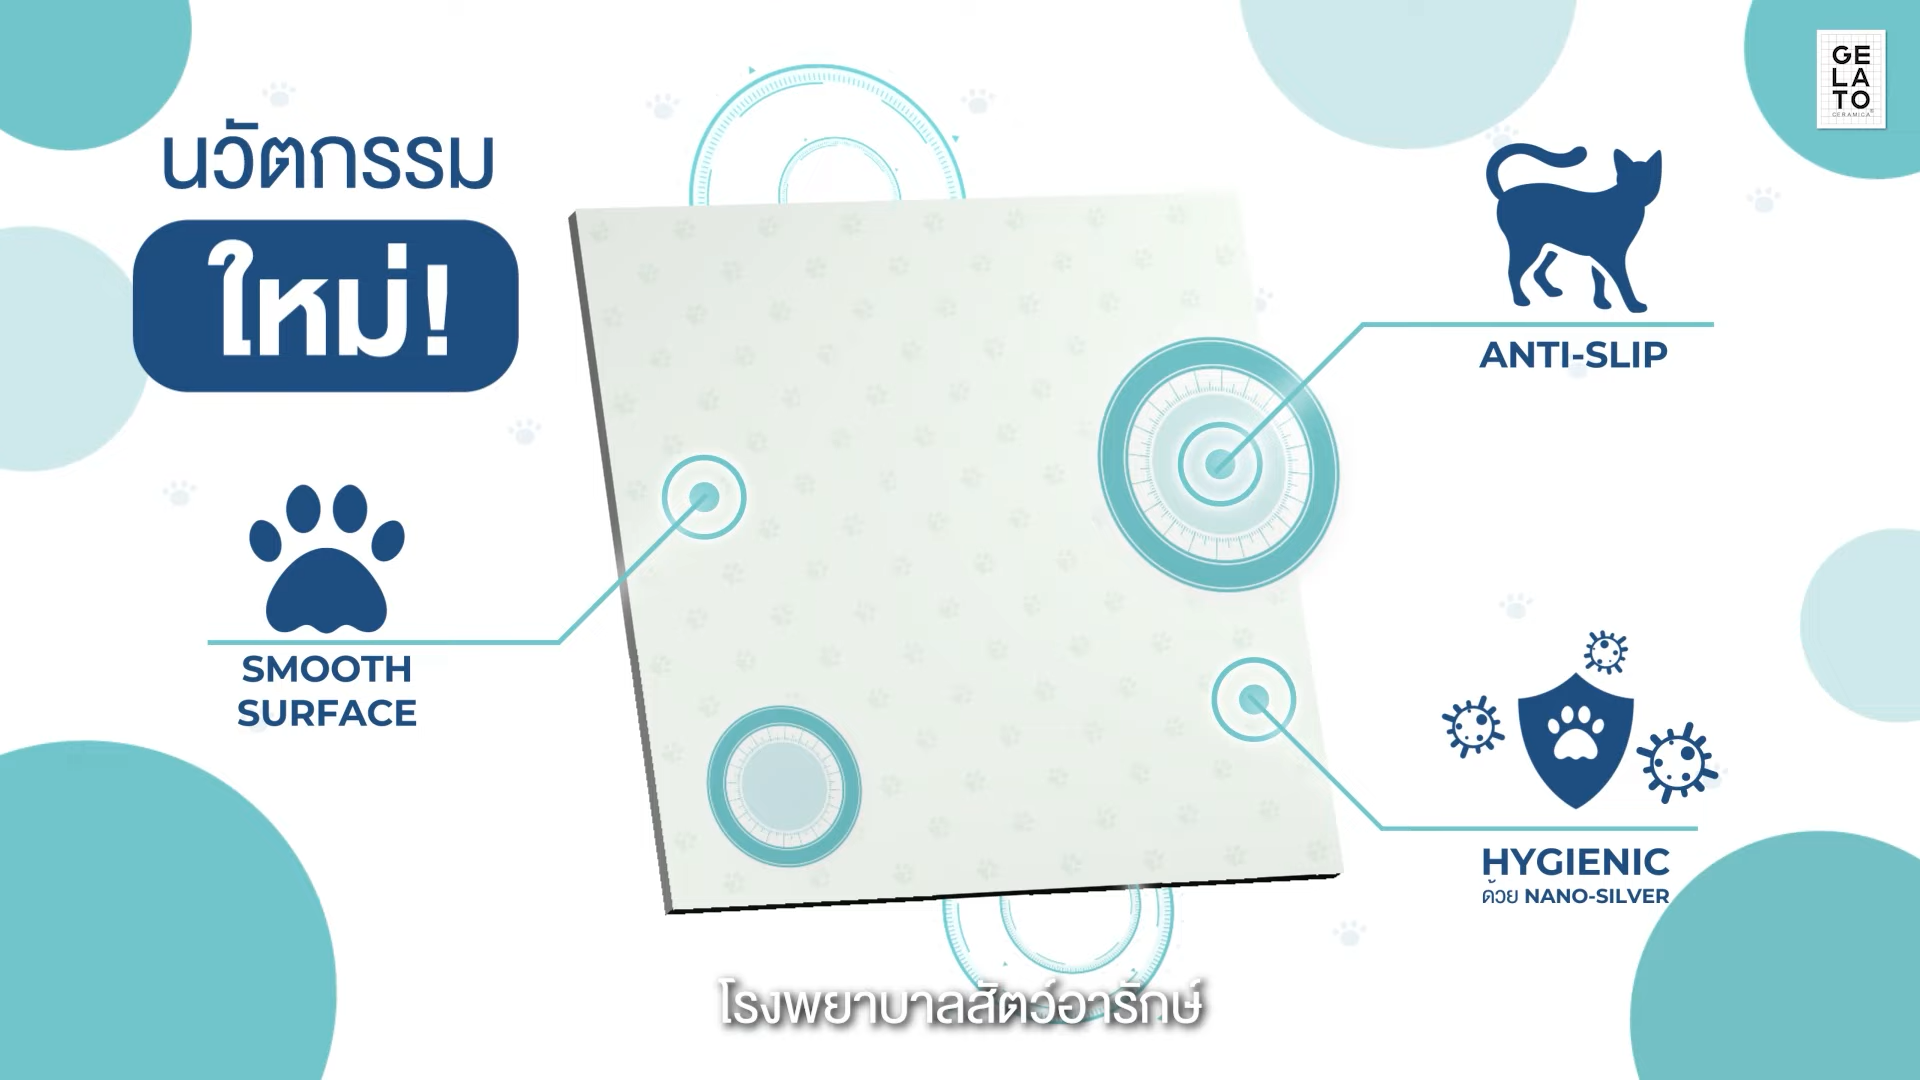 นวัตกรรม
ใหม่!
SMOOTH
SURFACE
GE
LA
TO
CERAMICA
ANTI-SLIP
HYGIENIC
ด้วย NANO-SILVER
โรงพยาบาลสัตว์อารักษ์